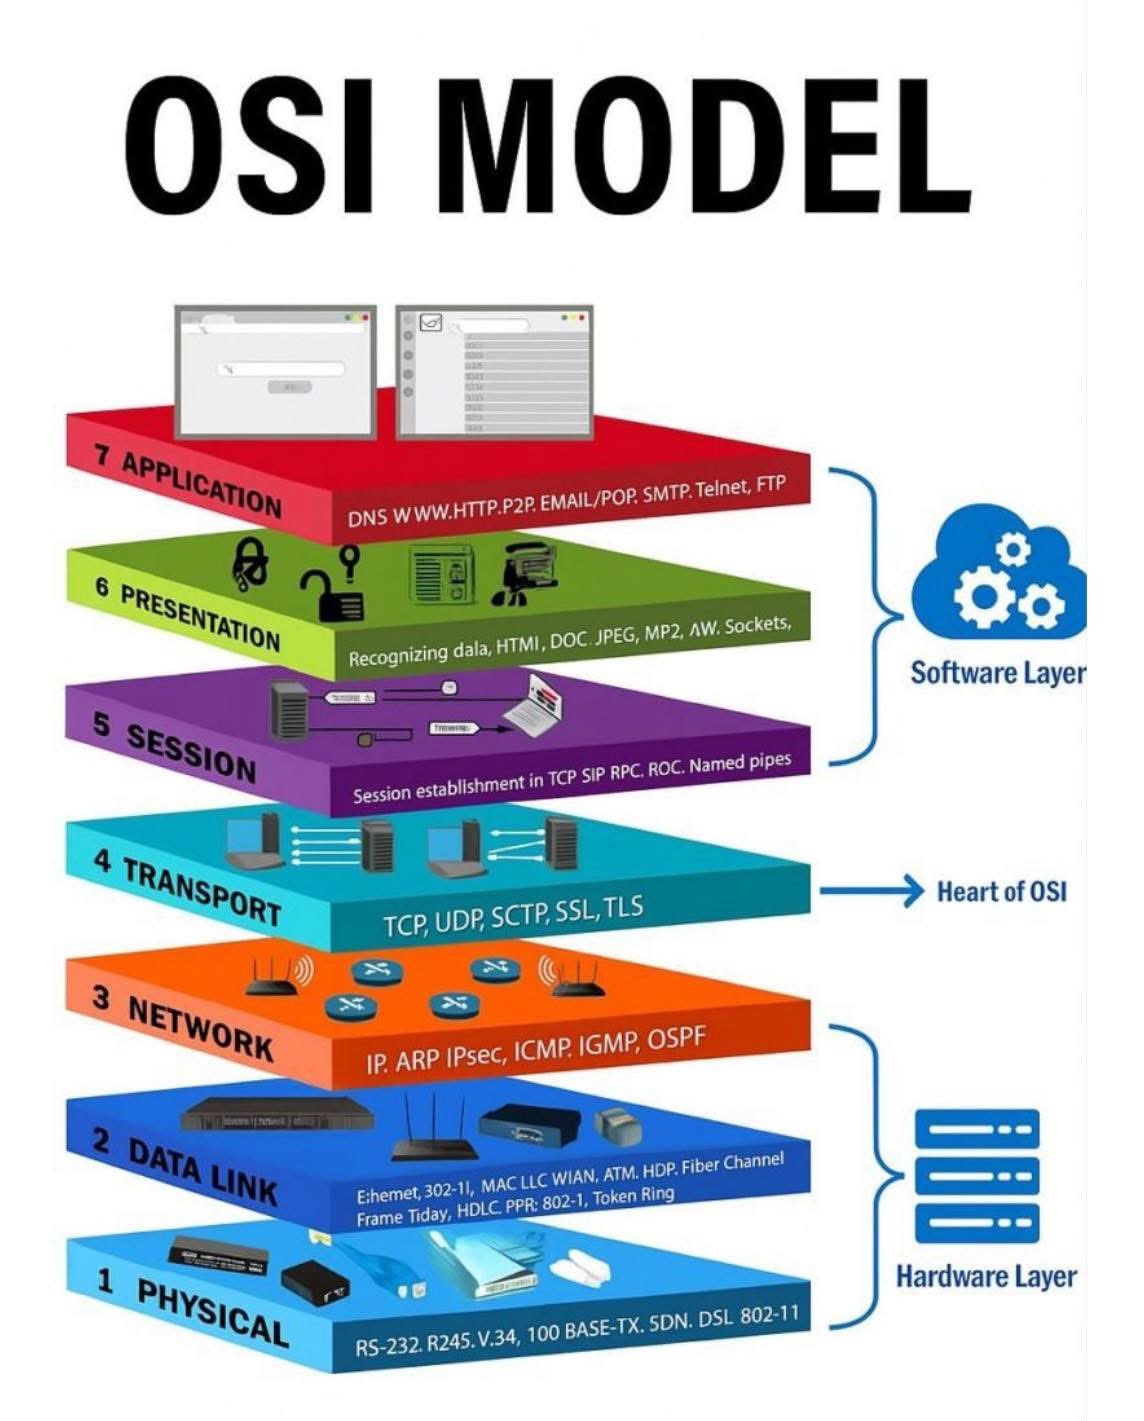 OSI MODEL
7 APPLICATION
DNS WWW.HTTP.P2P. EMAIL/POP. SMTP. Telnet, FTP
6 PRESENTATION
Recognizing dala, HTMI, DOC. JPEG, MP2, AW. Sockets,
Software Layer
5 SESSION
Session establishment in TCP SIP RPC. ROC. Named pipes
4 TRANSPORT
TCP, UDP, SCTP, SSL, TLS
Heart of OSI
3 NETWORK
IP. ARP IPsec, ICMP. IGMP, OSPF
2 DATA LINK
E:hemet, 302-1l, MAC LLC WIAN, ATM. HDP. Fiber Channel
Frame Tiday, HDLC. PPR: 802-1, Token Ring
Hardware Layer
1 PHYSICAL
RS-232. R245. V.34, 100 BASE-TX. 5DN. DSL 802-11